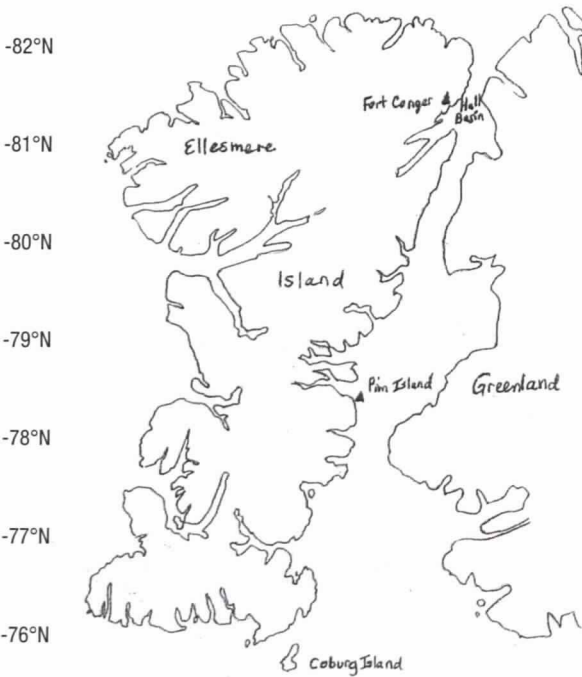 -82°N
Fort Conger
Hall
Basin
-81°N
Ellesmere
-80°N
Island
-79°N
Pim Island
Greenland
-78°N
-77°N
-76°N
Coburg Island